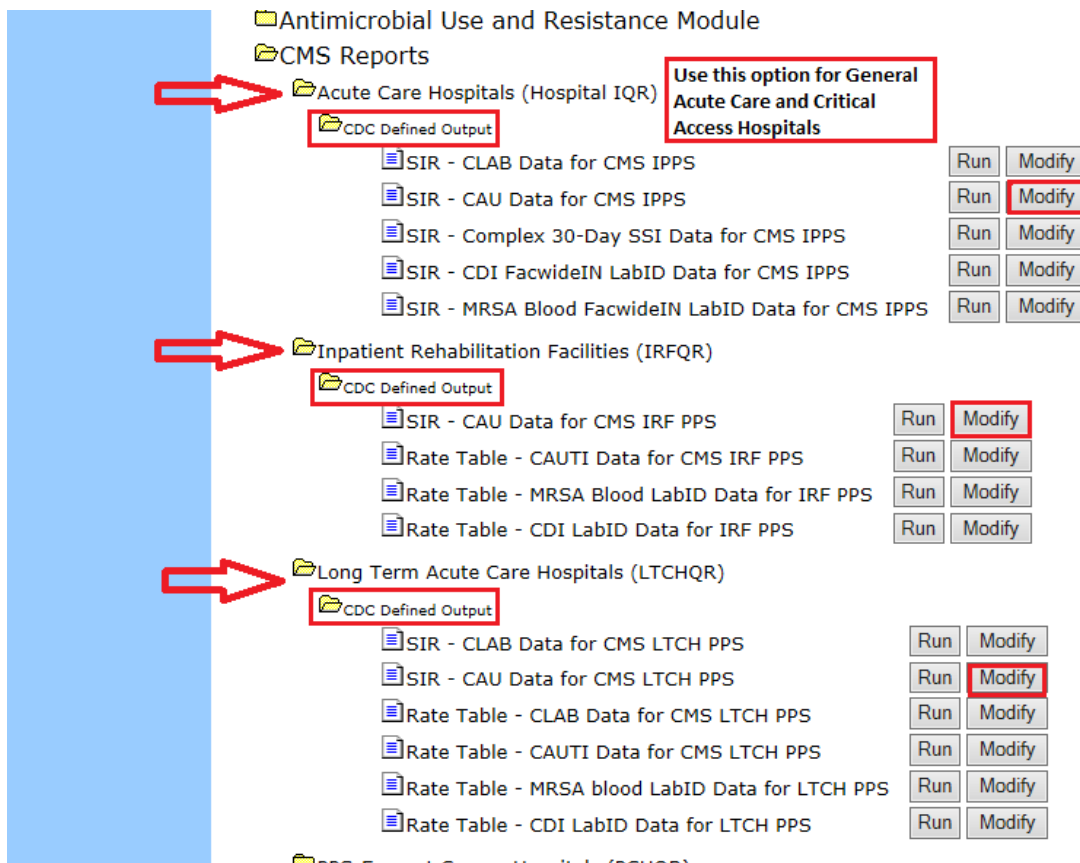 Antimicrobial Use and Resistance Module
CMS Reports
Acute Care Hospitals (Hospital IQR)
Use this option for General
Acute Care and Critical
Access Hospitals
CDC Defined Output
SIR - CLAB Data for CMS IPPS Run Modify
SIR - CAU Data for CMS IPPS Run Modify
SIR - Complex 30-Day SSI Data for CMS IPPS Run Modify
SIR - CDI FacwideIN LabID Data for CMS IPPS Run Modify
SIR - MRSA Blood FacwideIN LabID Data for CMS IPPS Run Modify
Inpatient Rehabilitation Facilities (IRFQR)
CDC Defined Output
SIR - CAU Data for CMS IRF PPS Run Modify
Rate Table - CAUTI Data for CMS IRF PPS Run Modify
Rate Table - MRSA Blood LabID Data for IRF PPS Run Modify
Rate Table - CDI LabID Data for IRF PPS Run Modify
Long Term Acute Care Hospitals (LTCHQR)
CDC Defined Output
SIR - CLAB Data for CMS LTCH PPS Run Modify
SIR - CAU Data for CMS LTCH PPS Run Modify
Rate Table - CLAB Data for CMS LTCH PPS Run Modify
Rate Table - CAUTI Data for CMS LTCH PPS Run Modify
Rate Table - MRSA blood LabID Data for LTCH PPS Run Modify
Rate Table - CDI LabID Data for LTCH PPS Run Modify